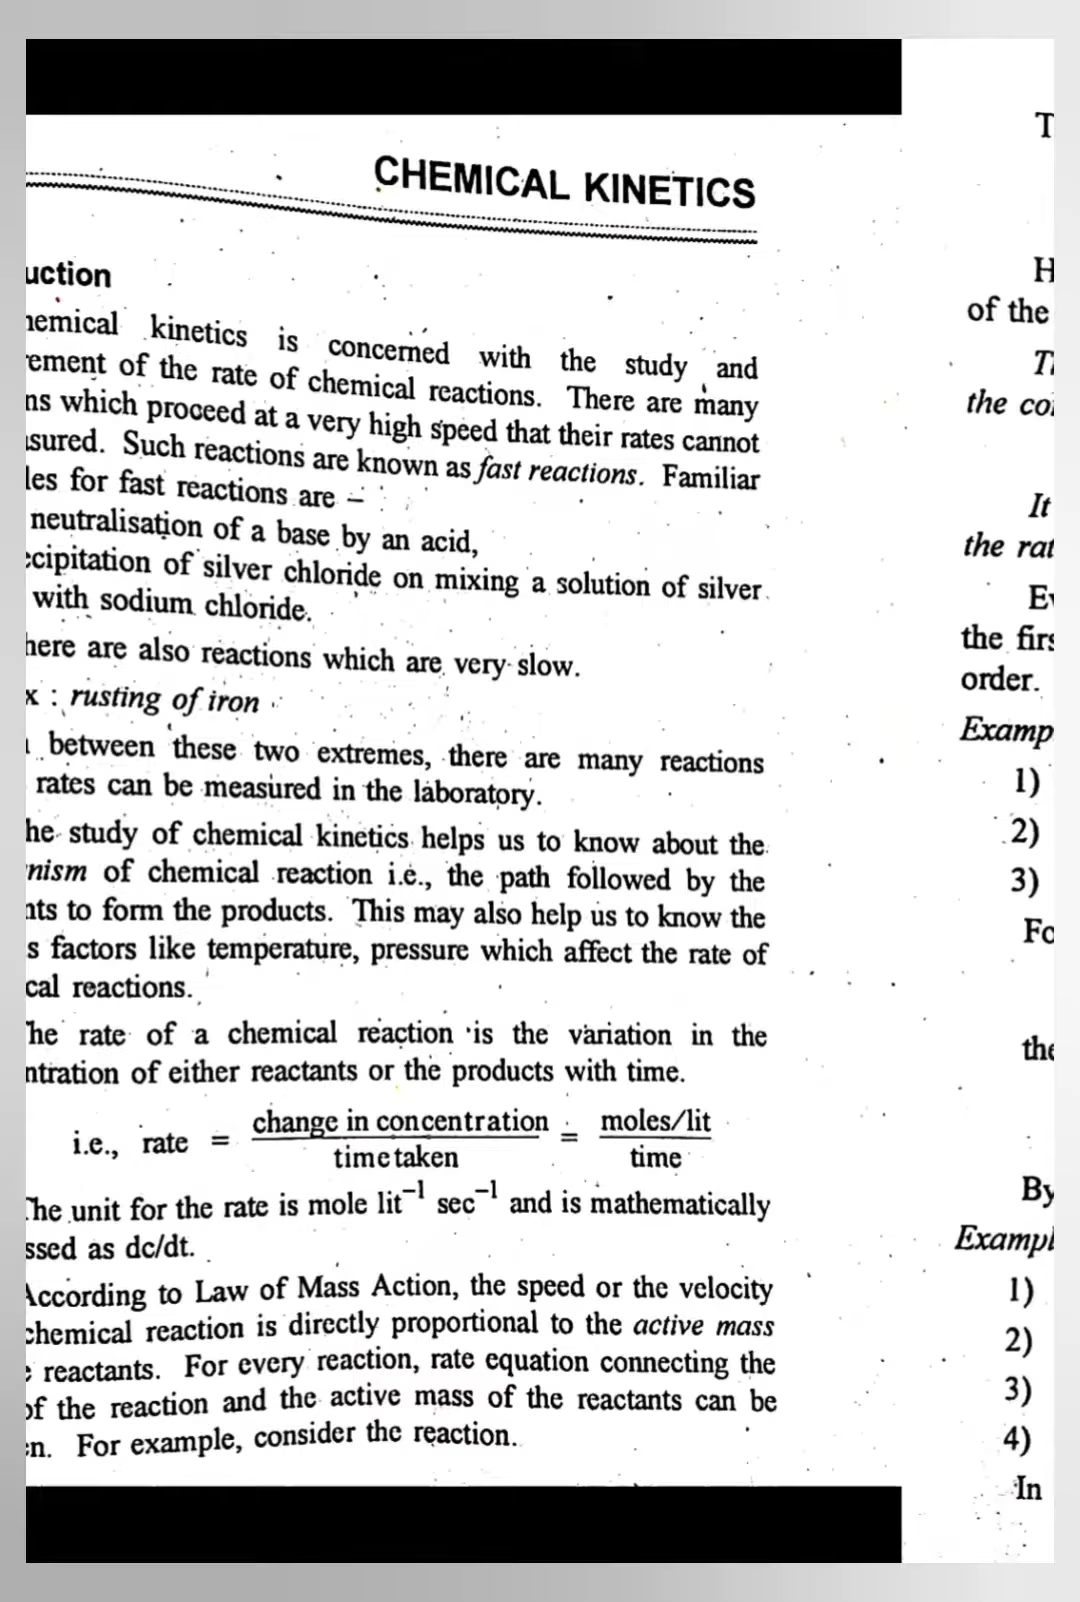 CHEMICAL KINETICS
uction
hemical kinetics is concerned with the study and
ement of the rate of chemical reactions. There are many
ns which proceed at a very high speed that their rates cannot
sured. Such reactions are known as fast reactions. Familiar
les for fast reactions are –
neutralisation of a base by an acid,
cipitation of silver chloride on mixing a solution of silver
with sodium chloride.
here are also reactions which are very slow.
x : rusting of iron
between these two extremes, there are many reactions
rates can be measured in the laboratory.
he study of chemical kinetics helps us to know about the
nism of chemical reaction i.e., the path followed by the
nts to form the products. This may also help us to know the
s factors like temperature, pressure which affect the rate of
cal reactions.
he rate of a chemical reaction is the variation in the
ntration of either reactants or the products with time.
i.e., rate = change in concentration / time taken = moles/lit / time
The unit for the rate is mole lit⁻¹ sec⁻¹ and is mathematically
ssed as dc/dt.
According to Law of Mass Action, the speed or the velocity
chemical reaction is directly proportional to the active mass
reactants. For every reaction, rate equation connecting the
of the reaction and the active mass of the reactants can be
n. For example, consider the reaction.
T
H
of the
the co
It
the rat
the firs
order.
Examp
1)
2)
3)
Fo
the
By
Exampl
1)
2)
3)
4)
In